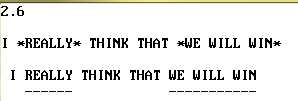 2.6
I *REALLY* THINK THAT *WE WILL WIN*
I REALLY THINK THAT WE WILL WIN
------ -----------